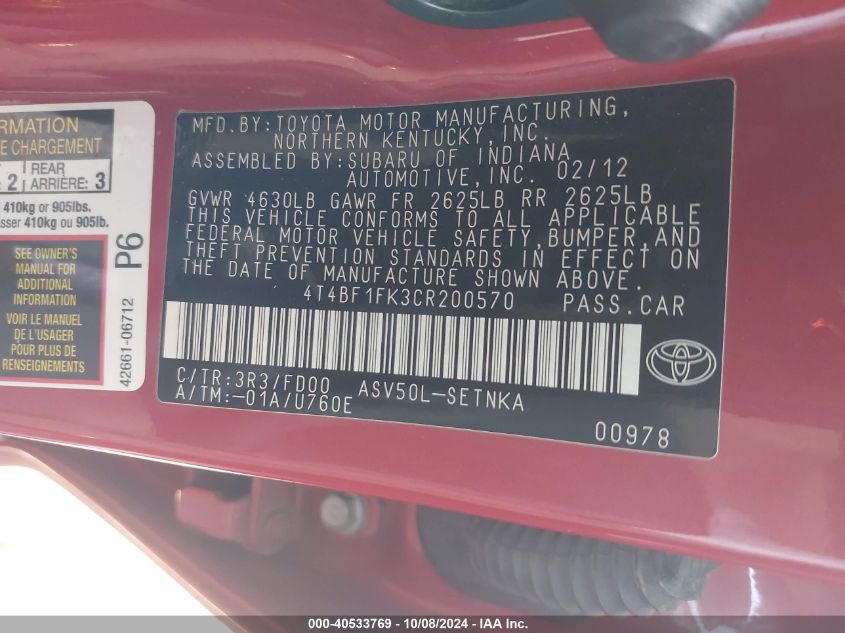 RMATION
E CHARGEMENT
2 REAR ARRIÈRE: 3
410kg or 905lbs.
sser 410kg ou 905lb.
SEE OWNER'S
MANUAL FOR
ADDITIONAL
INFORMATION
VOIR LE MANUEL
DE L'USAGER
POUR PLUS DE
RENSEIGNEMENTS
P6
42661-06712
MFD.BY:TOYOTA MOTOR MANUFACTURING,
NORTHERN KENTUCKY,INC.
ASSEMBLED BY:SUBARU OF INDIANA
AUTOMOTIVE,INC. 02/12
GVWR 4630LB GAWR FR 2625LB RR 2625LB
THIS VEHICLE CONFORMS TO ALL APPLICABLE
FEDERAL MOTOR VEHICLE SAFETY,BUMPER,AND
THEFT PREVENTION STANDARDS IN EFFECT ON
THE DATE OF MANUFACTURE SHOWN ABOVE.
4T4BF1FK3CR200570 PASS.CAR
C/TR:3R3/FD00 ASV50L-SETNKA
A/TM:-01A/U760E
00978
000-40533769 - 10/08/2024 - IAA Inc.